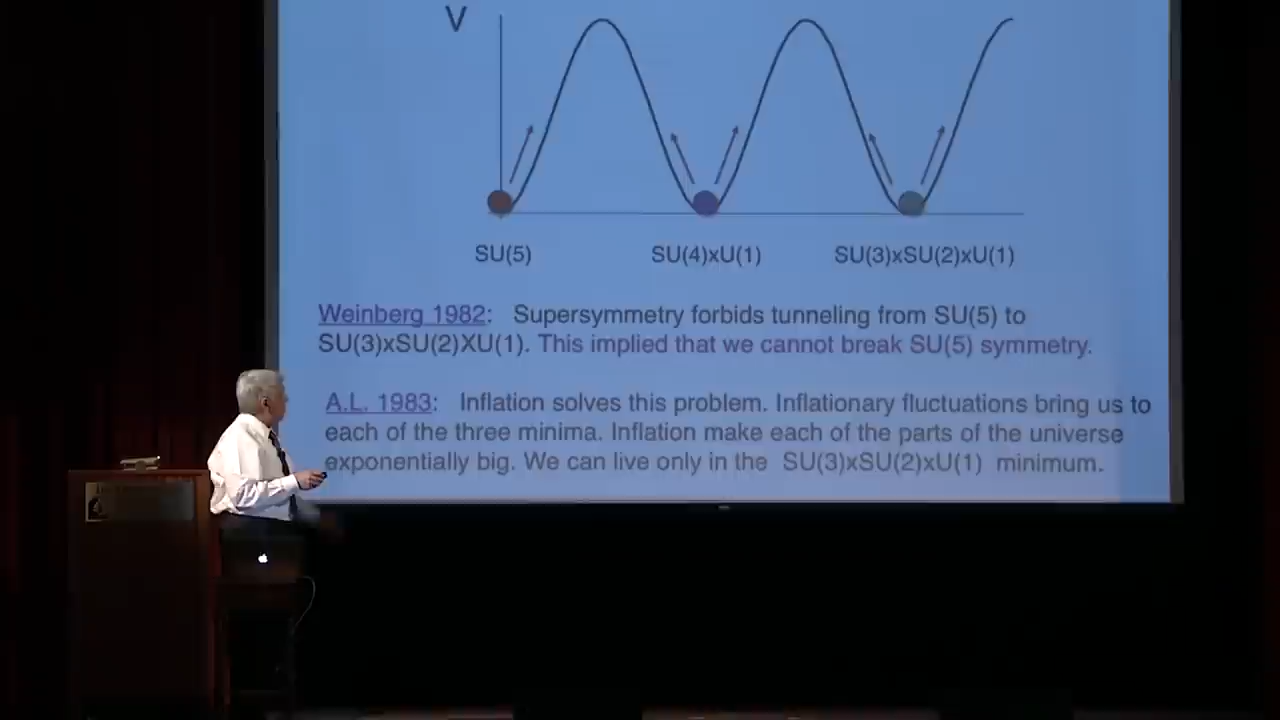 V
SU(5) SU(4)xU(1) SU(3)xSU(2)xU(1)
Weinberg 1982: Supersymmetry forbids tunneling from SU(5) to
SU(3)xSU(2)XU(1). This implied that we cannot break SU(5) symmetry.
A.L. 1983: Inflation solves this problem. Inflationary fluctuations bring us to
each of the three minima. Inflation make each of the parts of the universe
exponentially big. We can live only in the SU(3)xSU(2)xU(1) minimum.